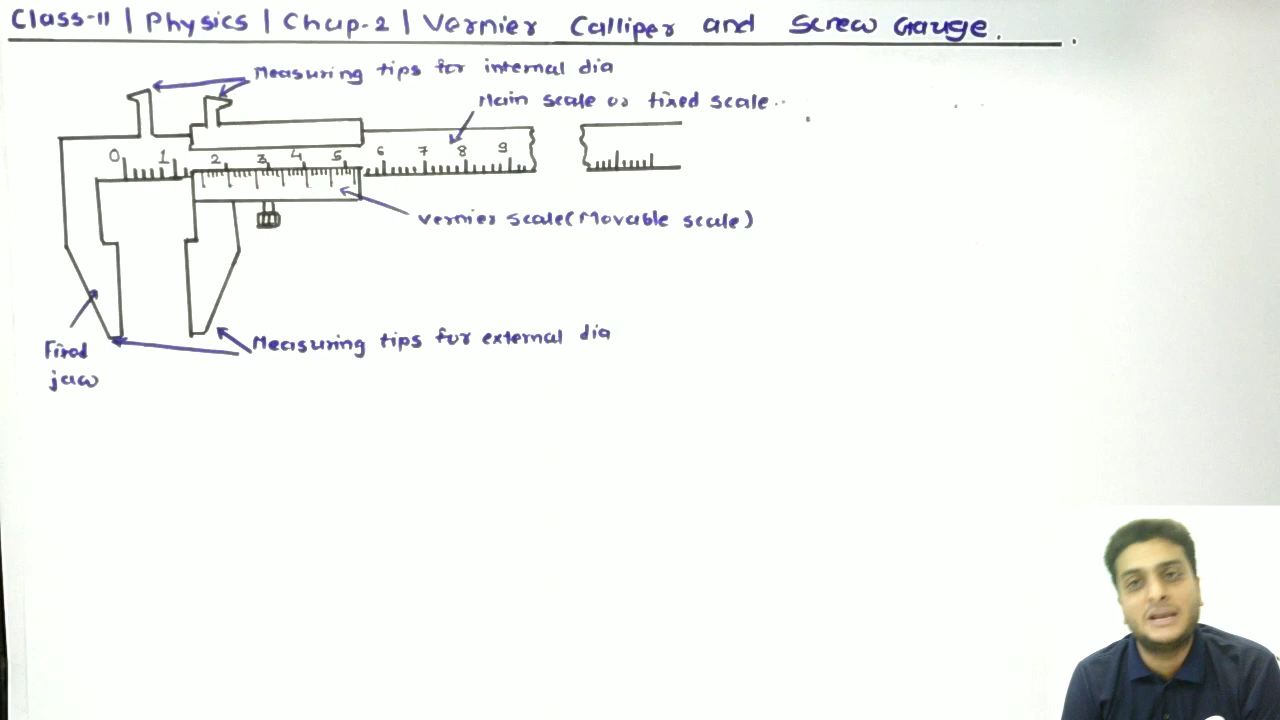 Class-11 | Physics | Chap-2 | Vernier Calliper and Screw Gauge.
Measuring tips for internal dia
Main scale or fixed scale
0 1 2 3 4 5 6 7 8 9
Vernier scale (Movable scale)
Measuring tips for external dia
Fixed
jaw